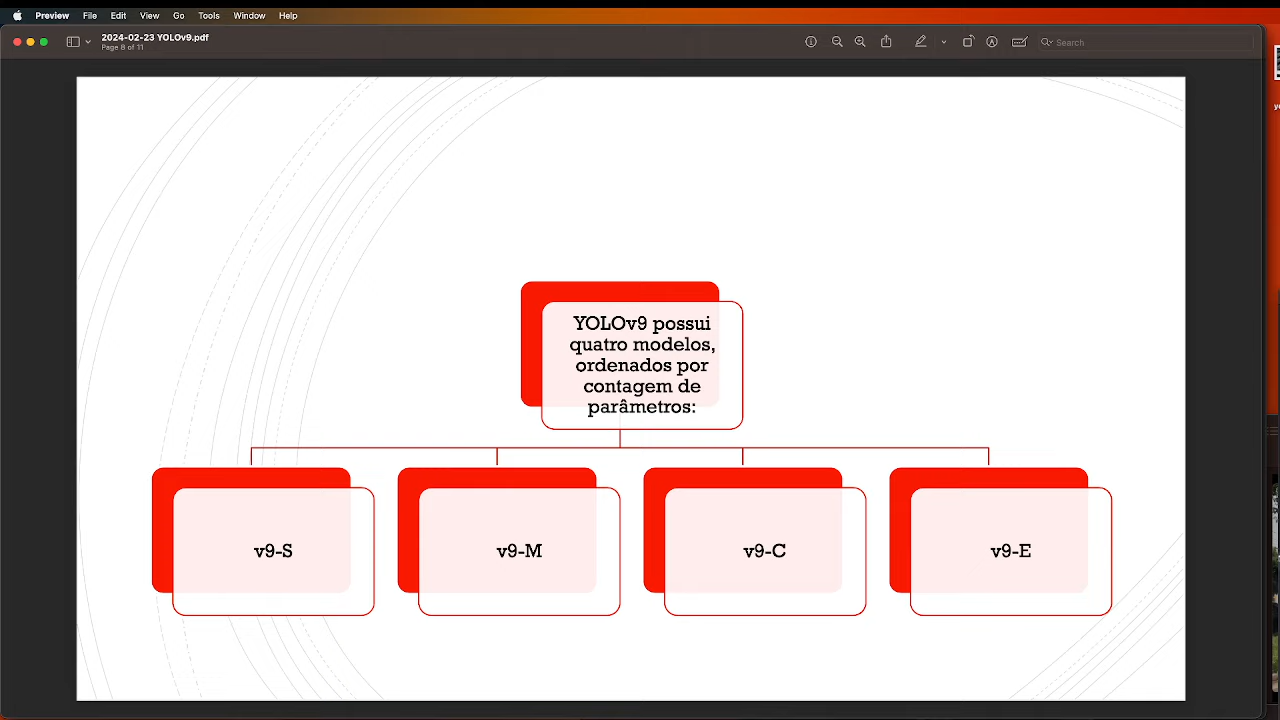 Preview File Edit View Go Tools Window Help
2024-02-23 YOLOv9.pdf
Page 8 of 11
Search
YOLOv9 possui
quatro modelos,
ordenados por
contagem de
parâmetros:
v9-S
v9-M
v9-C
v9-E